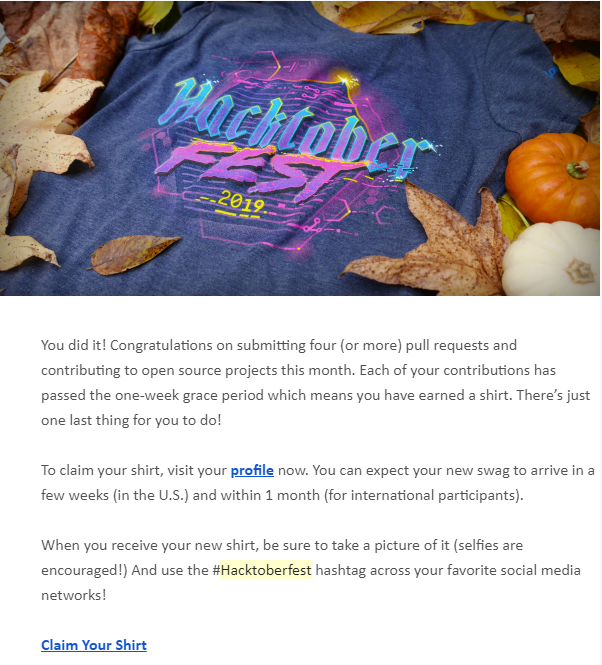 Hacktober
FEST
2019
You did it! Congratulations on submitting four (or more) pull requests and
contributing to open source projects this month. Each of your contributions has
passed the one-week grace period which means you have earned a shirt. There’s just
one last thing for you to do!
To claim your shirt, visit your profile now. You can expect your new swag to arrive in a
few weeks (in the U.S.) and within 1 month (for international participants).
When you receive your new shirt, be sure to take a picture of it (selfies are
encouraged!) And use the #Hacktoberfest hashtag across your favorite social media
networks!
Claim Your Shirt